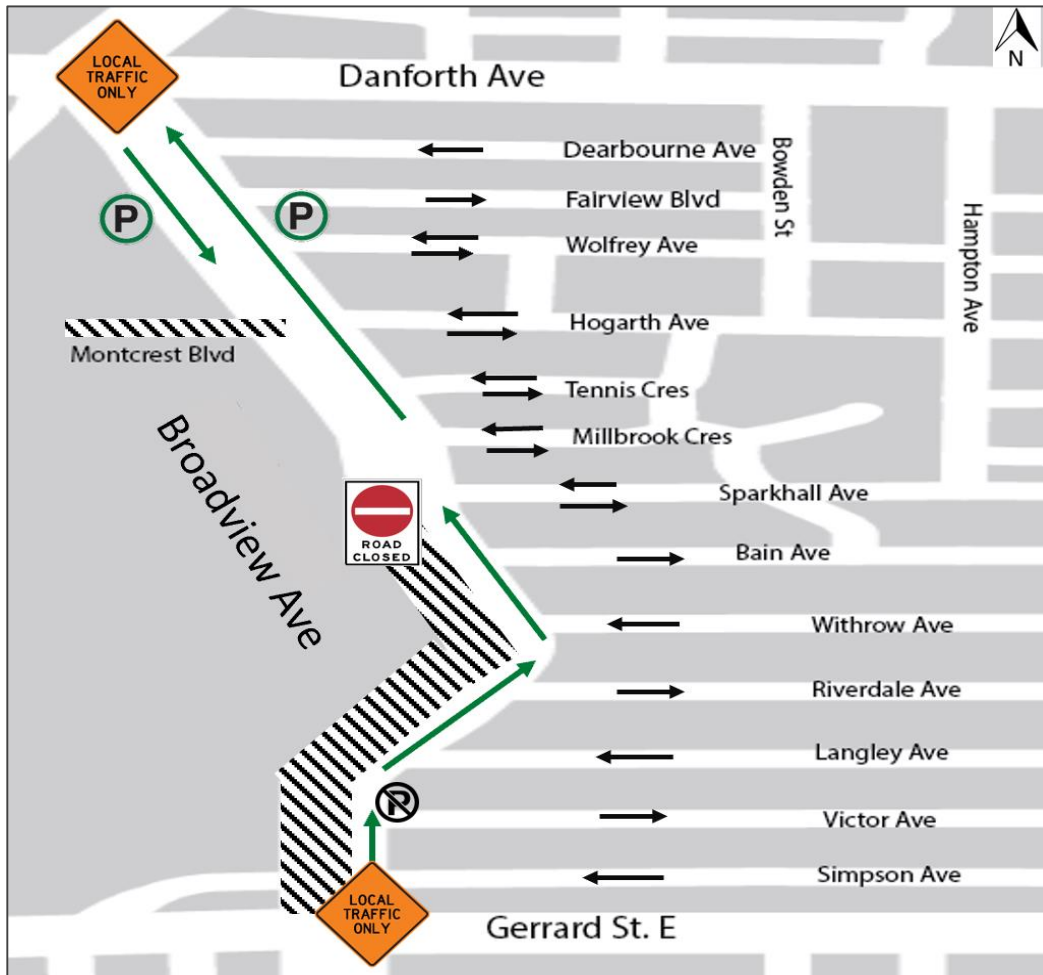 LOCAL
TRAFFIC
ONLY
N
Danforth Ave
Dearbourne Ave
Bowden St
P
P
Fairview Blvd
Wolfrey Ave
Hampton Ave
Hogarth Ave
Montcrest Blvd
Tennis Cres
Broadview Ave
Millbrook Cres
Sparkhall Ave
ROAD
CLOSED
Bain Ave
Withrow Ave
Riverdale Ave
Langley Ave
P
Victor Ave
Simpson Ave
LOCAL
TRAFFIC
ONLY
Gerrard St. E